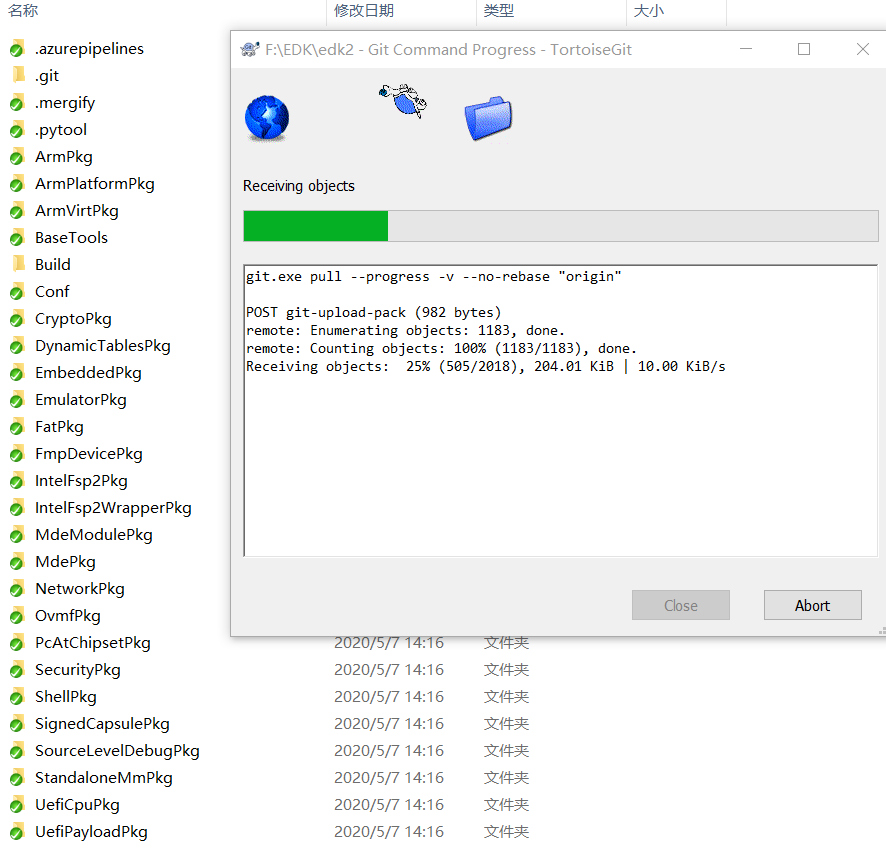 名称 修改日期 类型 大小
.azurepipelines
.git
.mergify
.pytool
ArmPkg
ArmPlatformPkg
ArmVirtPkg
BaseTools
Build
Conf
CryptoPkg
DynamicTablesPkg
EmbeddedPkg
EmulatorPkg
FatPkg
FmpDevicePkg
IntelFsp2Pkg
IntelFsp2WrapperPkg
MdeModulePkg
MdePkg
NetworkPkg
OvmfPkg
PcAtChipsetPkg 2020/5/7 14:16 文件夹
SecurityPkg 2020/5/7 14:16 文件夹
ShellPkg 2020/5/7 14:16 文件夹
SignedCapsulePkg 2020/5/7 14:16 文件夹
SourceLevelDebugPkg 2020/5/7 14:16 文件夹
StandaloneMmPkg 2020/5/7 14:16 文件夹
UefiCpuPkg 2020/5/7 14:16 文件夹
UefiPayloadPkg 2020/5/7 14:16 文件夹
F:\EDK\edk2 - Git Command Progress - TortoiseGit
Receiving objects
git.exe pull --progress -v --no-rebase "origin"
POST git-upload-pack (982 bytes)
remote: Enumerating objects: 1183, done.
remote: Counting objects: 100% (1183/1183), done.
Receiving objects:  25% (505/2018), 204.01 KiB | 10.00 KiB/s
Close Abort